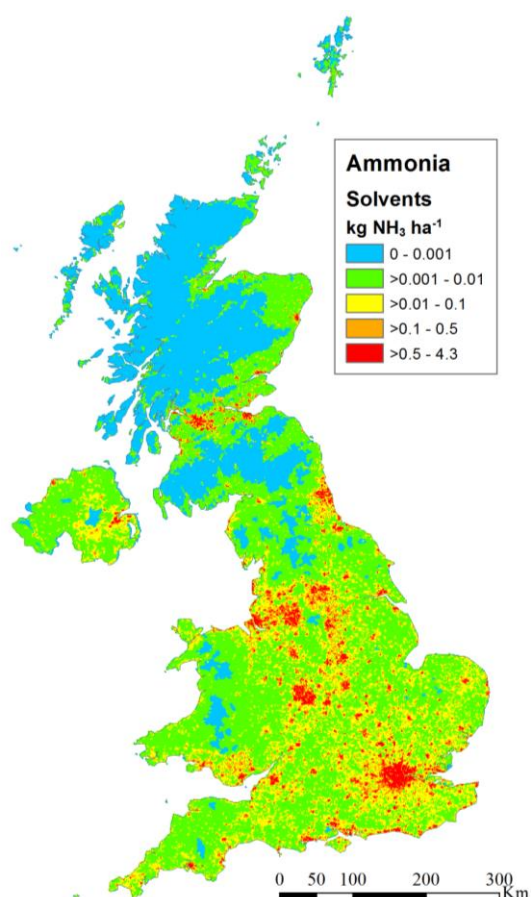 Ammonia
Solvents
kg NH₃ ha⁻¹
0 - 0.001
>0.001 - 0.01
>0.01 - 0.1
>0.1 - 0.5
>0.5 - 4.3
0 50 100 200 300
Km